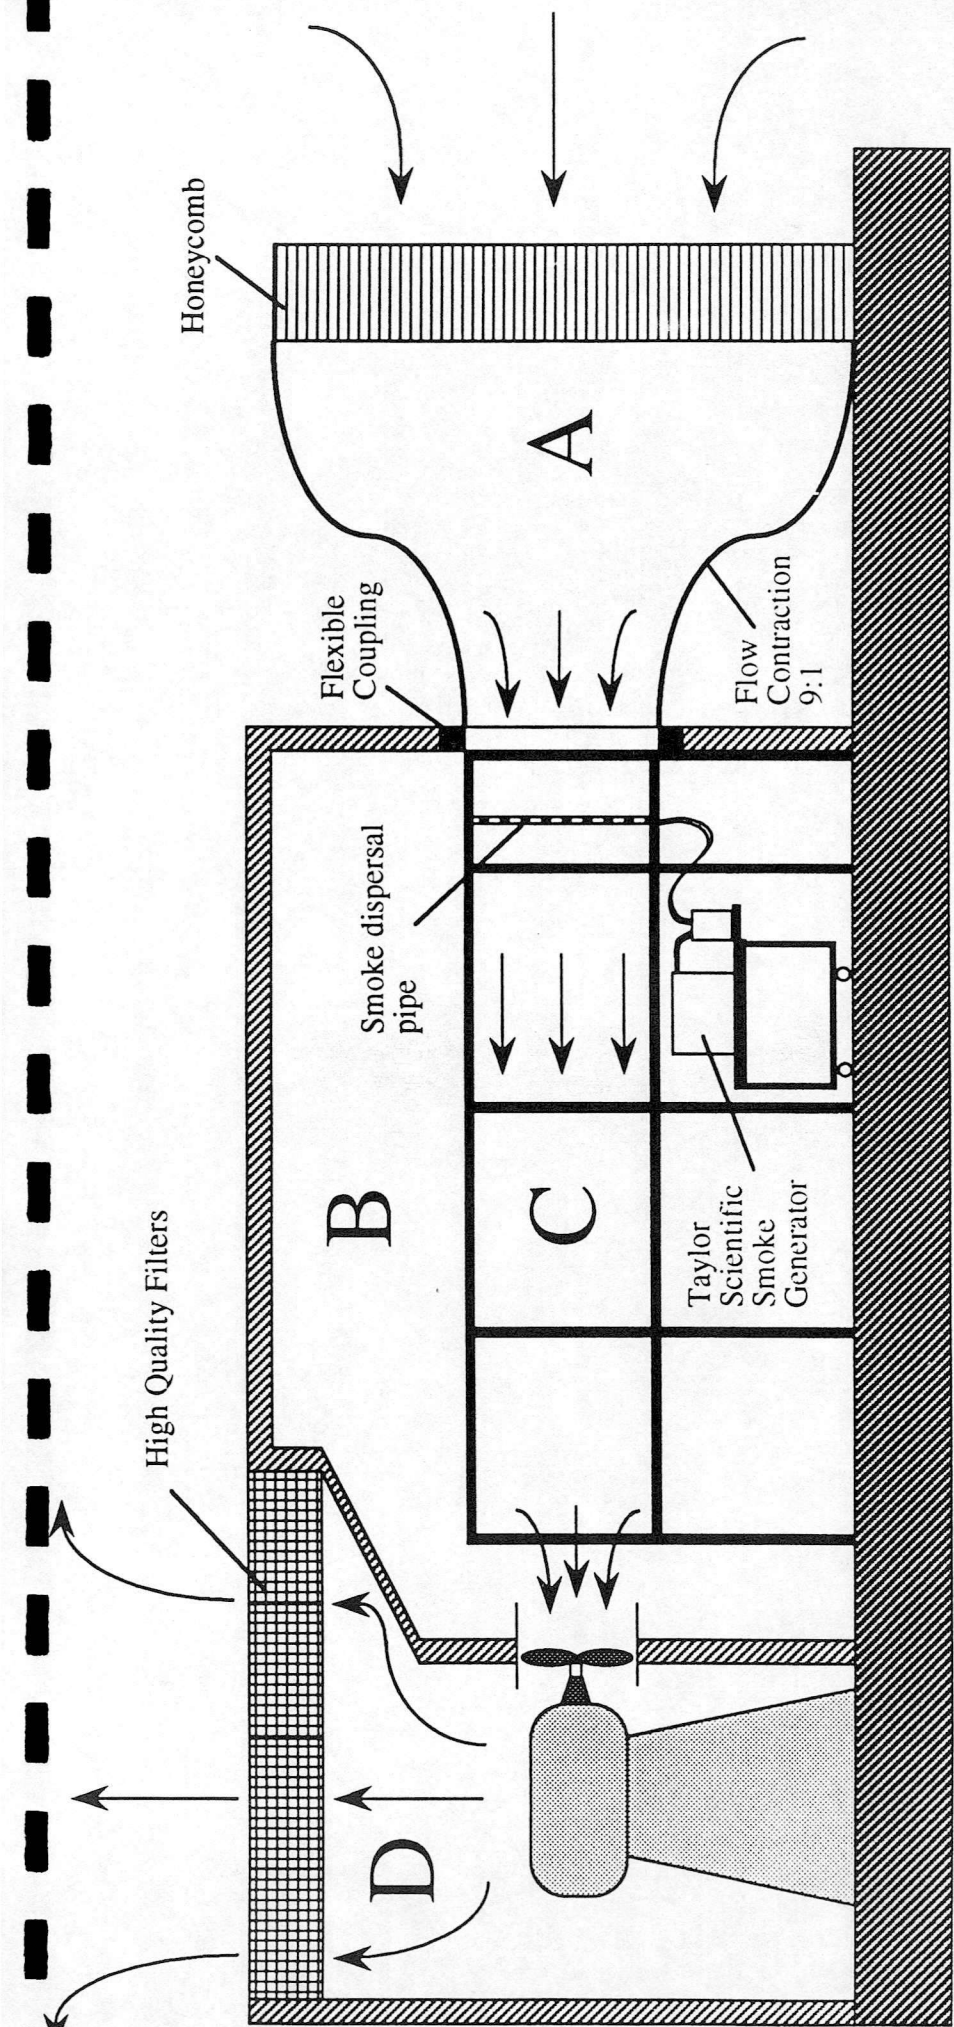 High Quality Filters
Honeycomb
Flexible
Coupling
Smoke dispersal
pipe
B
D
C
A
Taylor
Scientific
Smoke
Generator
Flow
Contraction
9:1